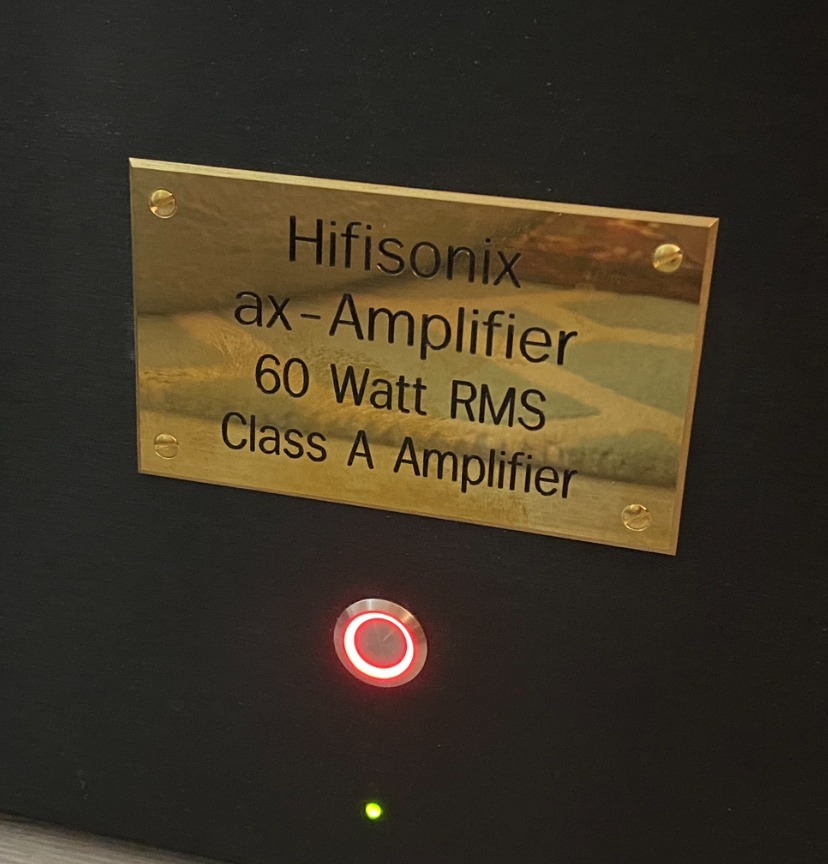 Hifisonix
ax-Amplifier
60 Watt RMS
Class A Amplifier